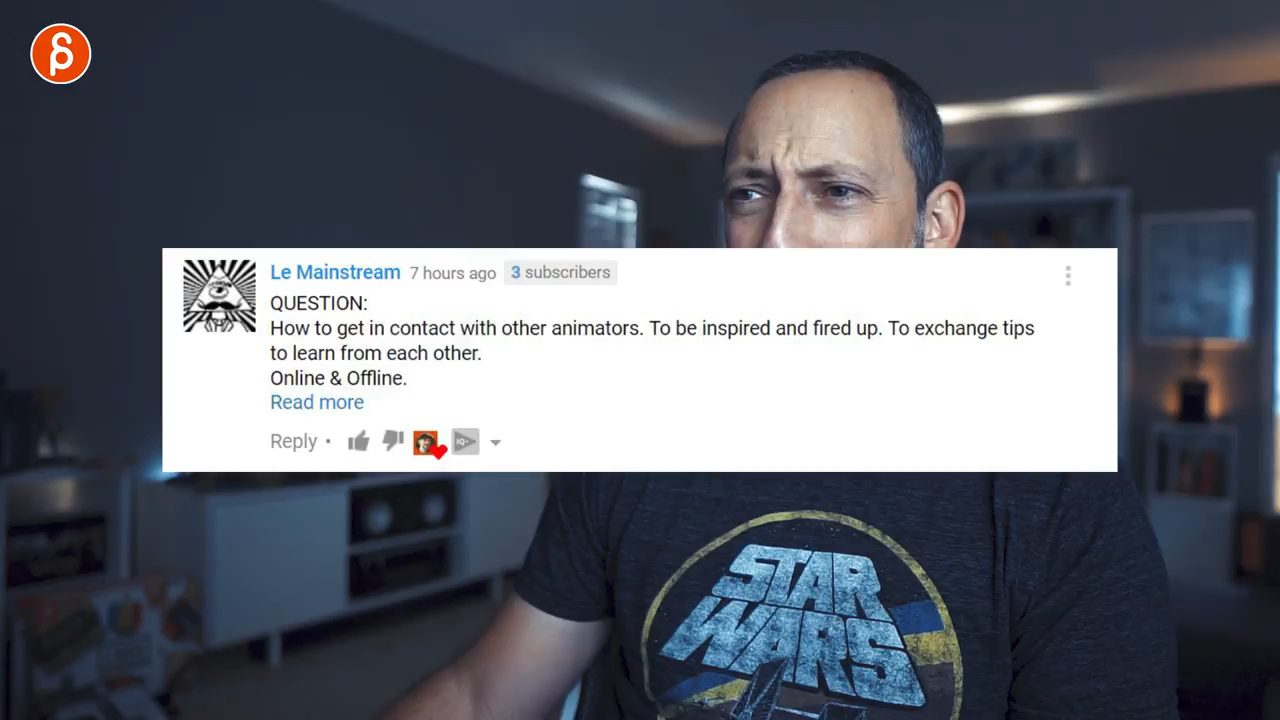 Le Mainstream 7 hours ago 3 subscribers
QUESTION:
How to get in contact with other animators. To be inspired and fired up. To exchange tips
to learn from each other.
Online & Offline.
Read more
Reply •
IQ+
STAR
WARS